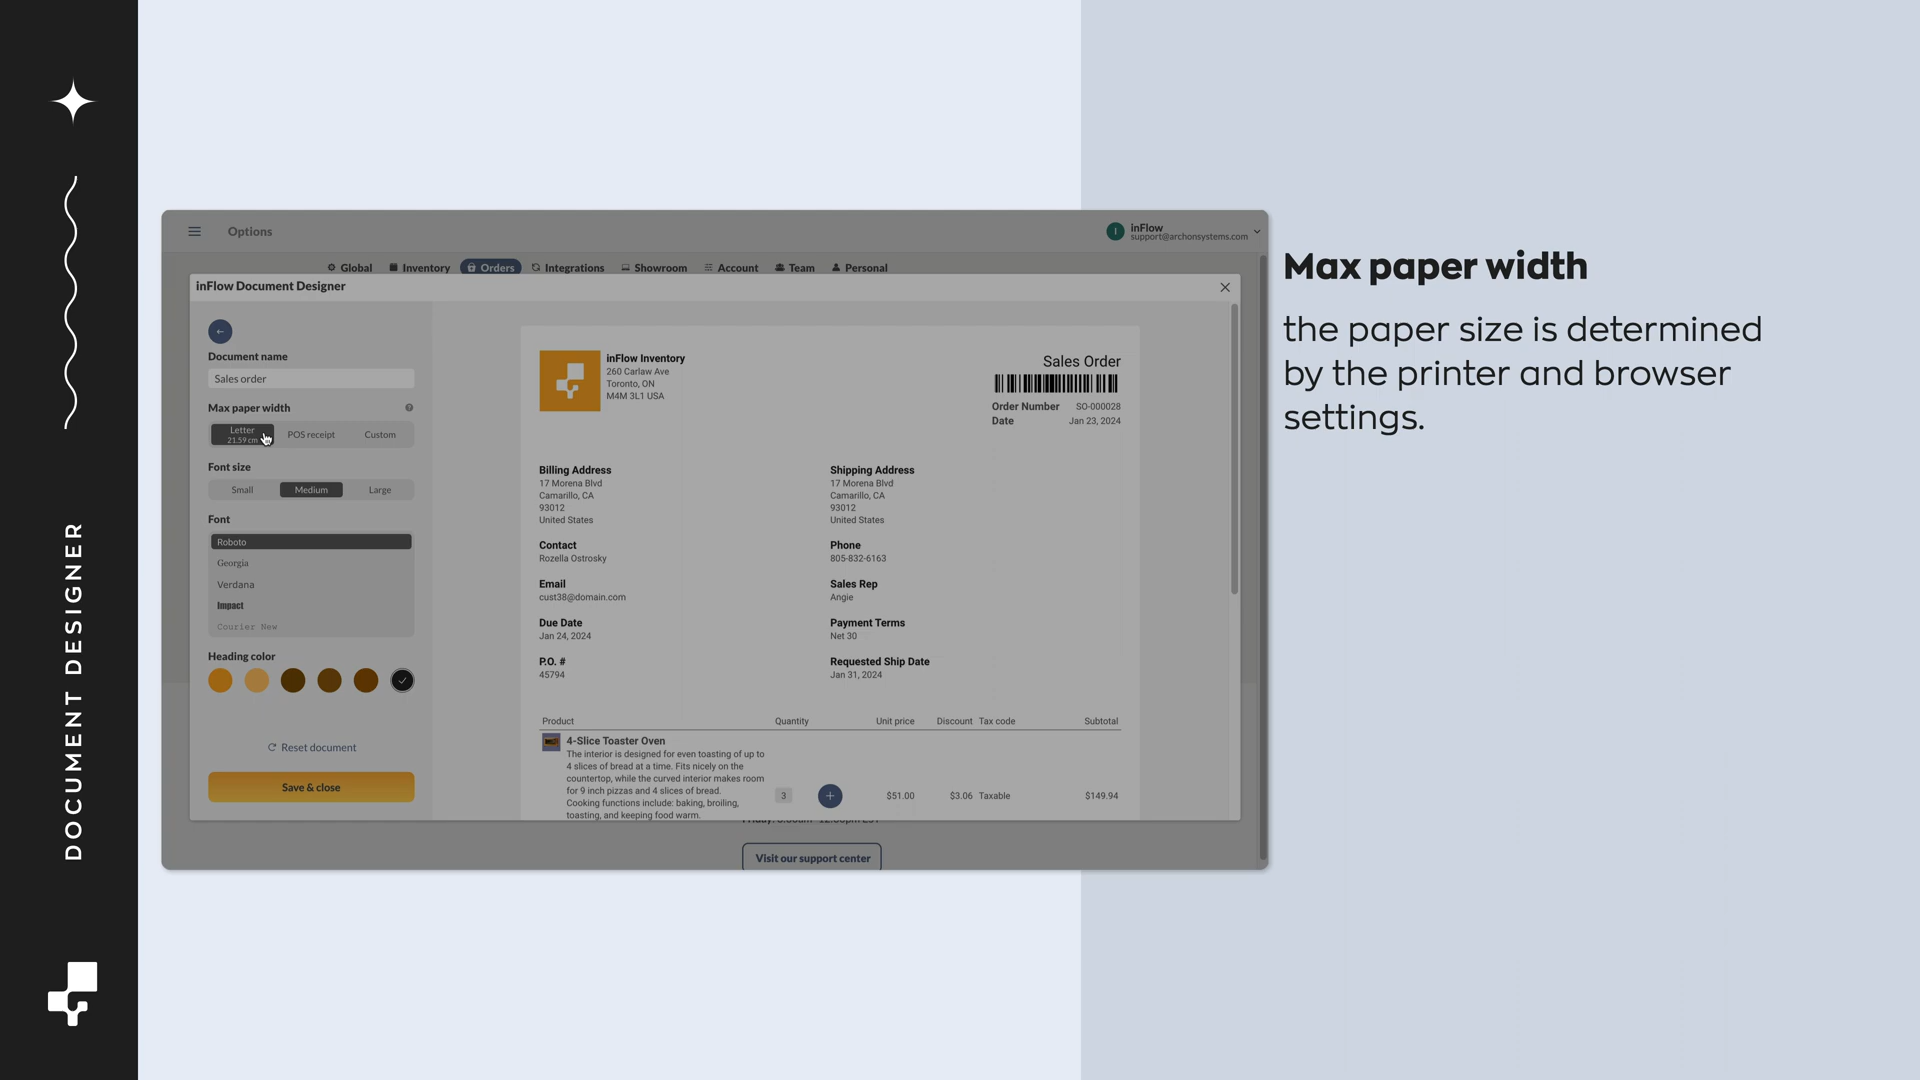 DOCUMENT DESIGNER
Options
I
inFlow
support@archonsystems.com
Global
Inventory
Orders
Integrations
Showroom
Account
Team
Personal
inFlow Document Designer
Document name
Sales order
Max paper width
?
Letter
21.59 cm
POS receipt
Custom
Font size
Small
Medium
Large
Font
Roboto
Georgia
Verdana
Impact
Courier New
Heading color
Reset document
Save & close
inFlow Inventory
260 Carlaw Ave
Toronto, ON
M4M 3L1 USA
Sales Order
Order Number SO-000028
Date Jan 23, 2024
Billing Address
17 Morena Blvd
Camarillo, CA
93012
United States
Shipping Address
17 Morena Blvd
Camarillo, CA
93012
United States
Contact
Rozella Ostrosky
Phone
805-832-6163
Email
cust38@domain.com
Sales Rep
Angie
Due Date
Jan 24, 2024
Payment Terms
Net 30
P.O. #
45794
Requested Ship Date
Jan 31, 2024
Product Quantity Unit price Discount Tax code Subtotal
4-Slice Toaster Oven
The interior is designed for even toasting of up to
4 slices of bread at a time. Fits nicely on the
countertop, while the curved interior makes room
for 9 inch pizzas and 4 slices of bread.
Cooking functions include: baking, broiling,
toasting, and keeping food warm.
3 $51.00 $3.06 Taxable $149.94
Visit our support center
Max paper width
the paper size is determined
by the printer and browser
settings.